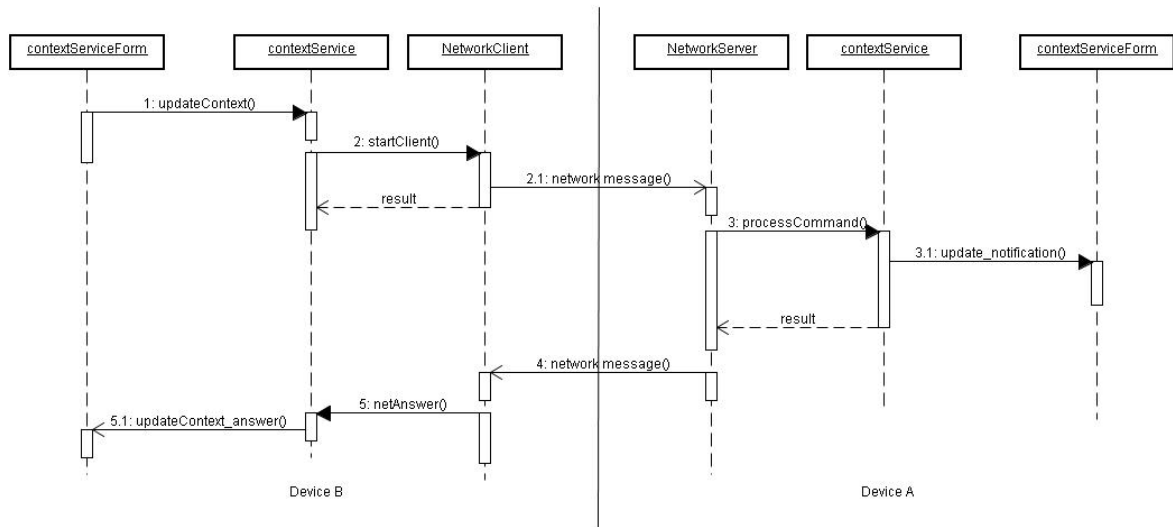 contextServiceForm
contextService
NetworkClient
NetworkServer
contextService
contextServiceForm
1: updateContext()
2: startClient()
2.1: network message()
result
3: processCommand()
3.1: update_notification()
result
4: network message()
5: netAnswer()
5.1: updateContext_answer()
Device B
Device A